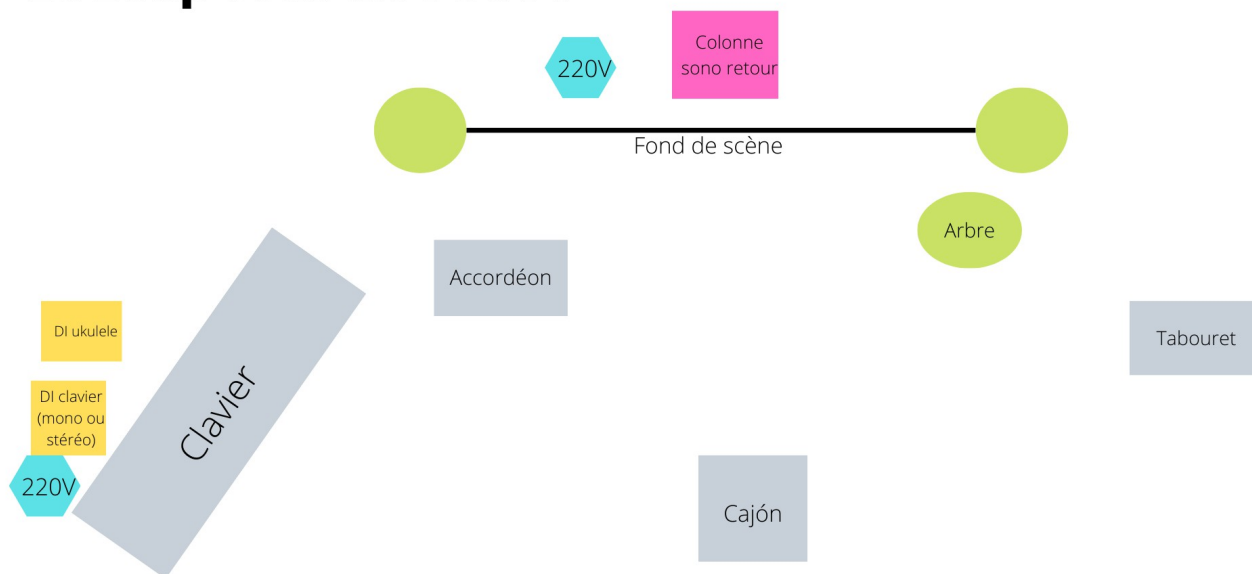 220V
Colonne
sono retour
Fond de scène
Arbre
Accordéon
DI ukulele
Tabouret
DI clavier
(mono ou
stéréo)
Clavier
220V
Cajón